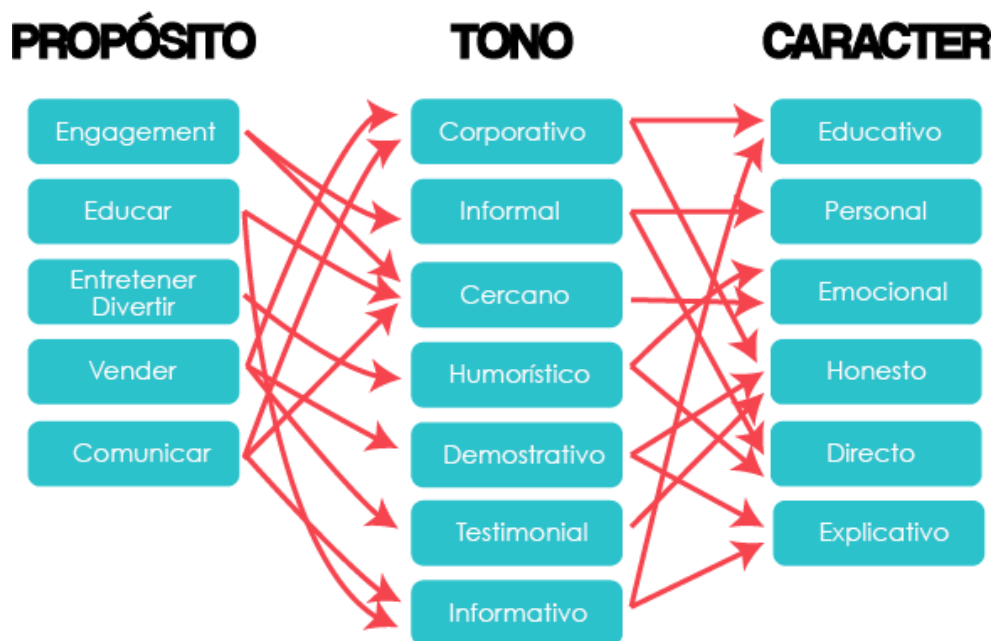 PROPÓSITO
TONO
CARACTER
Engagement
Educar
Entretener
Divertir
Vender
Comunicar
Corporativo
Informal
Cercano
Humorístico
Demostrativo
Testimonial
Informativo
Educativo
Personal
Emocional
Honesto
Directo
Explicativo